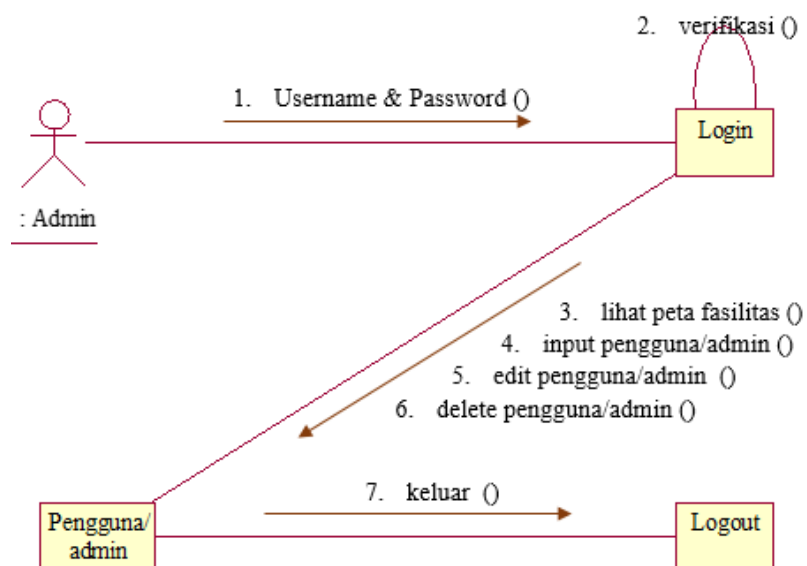 2. verifikasi ()
1. Username & Password ()
Login
: Admin
3. lihat peta fasilitas ()
4. input pengguna/admin ()
5. edit pengguna/admin ()
6. delete pengguna/admin ()
7. keluar ()
Pengguna/
admin
Logout